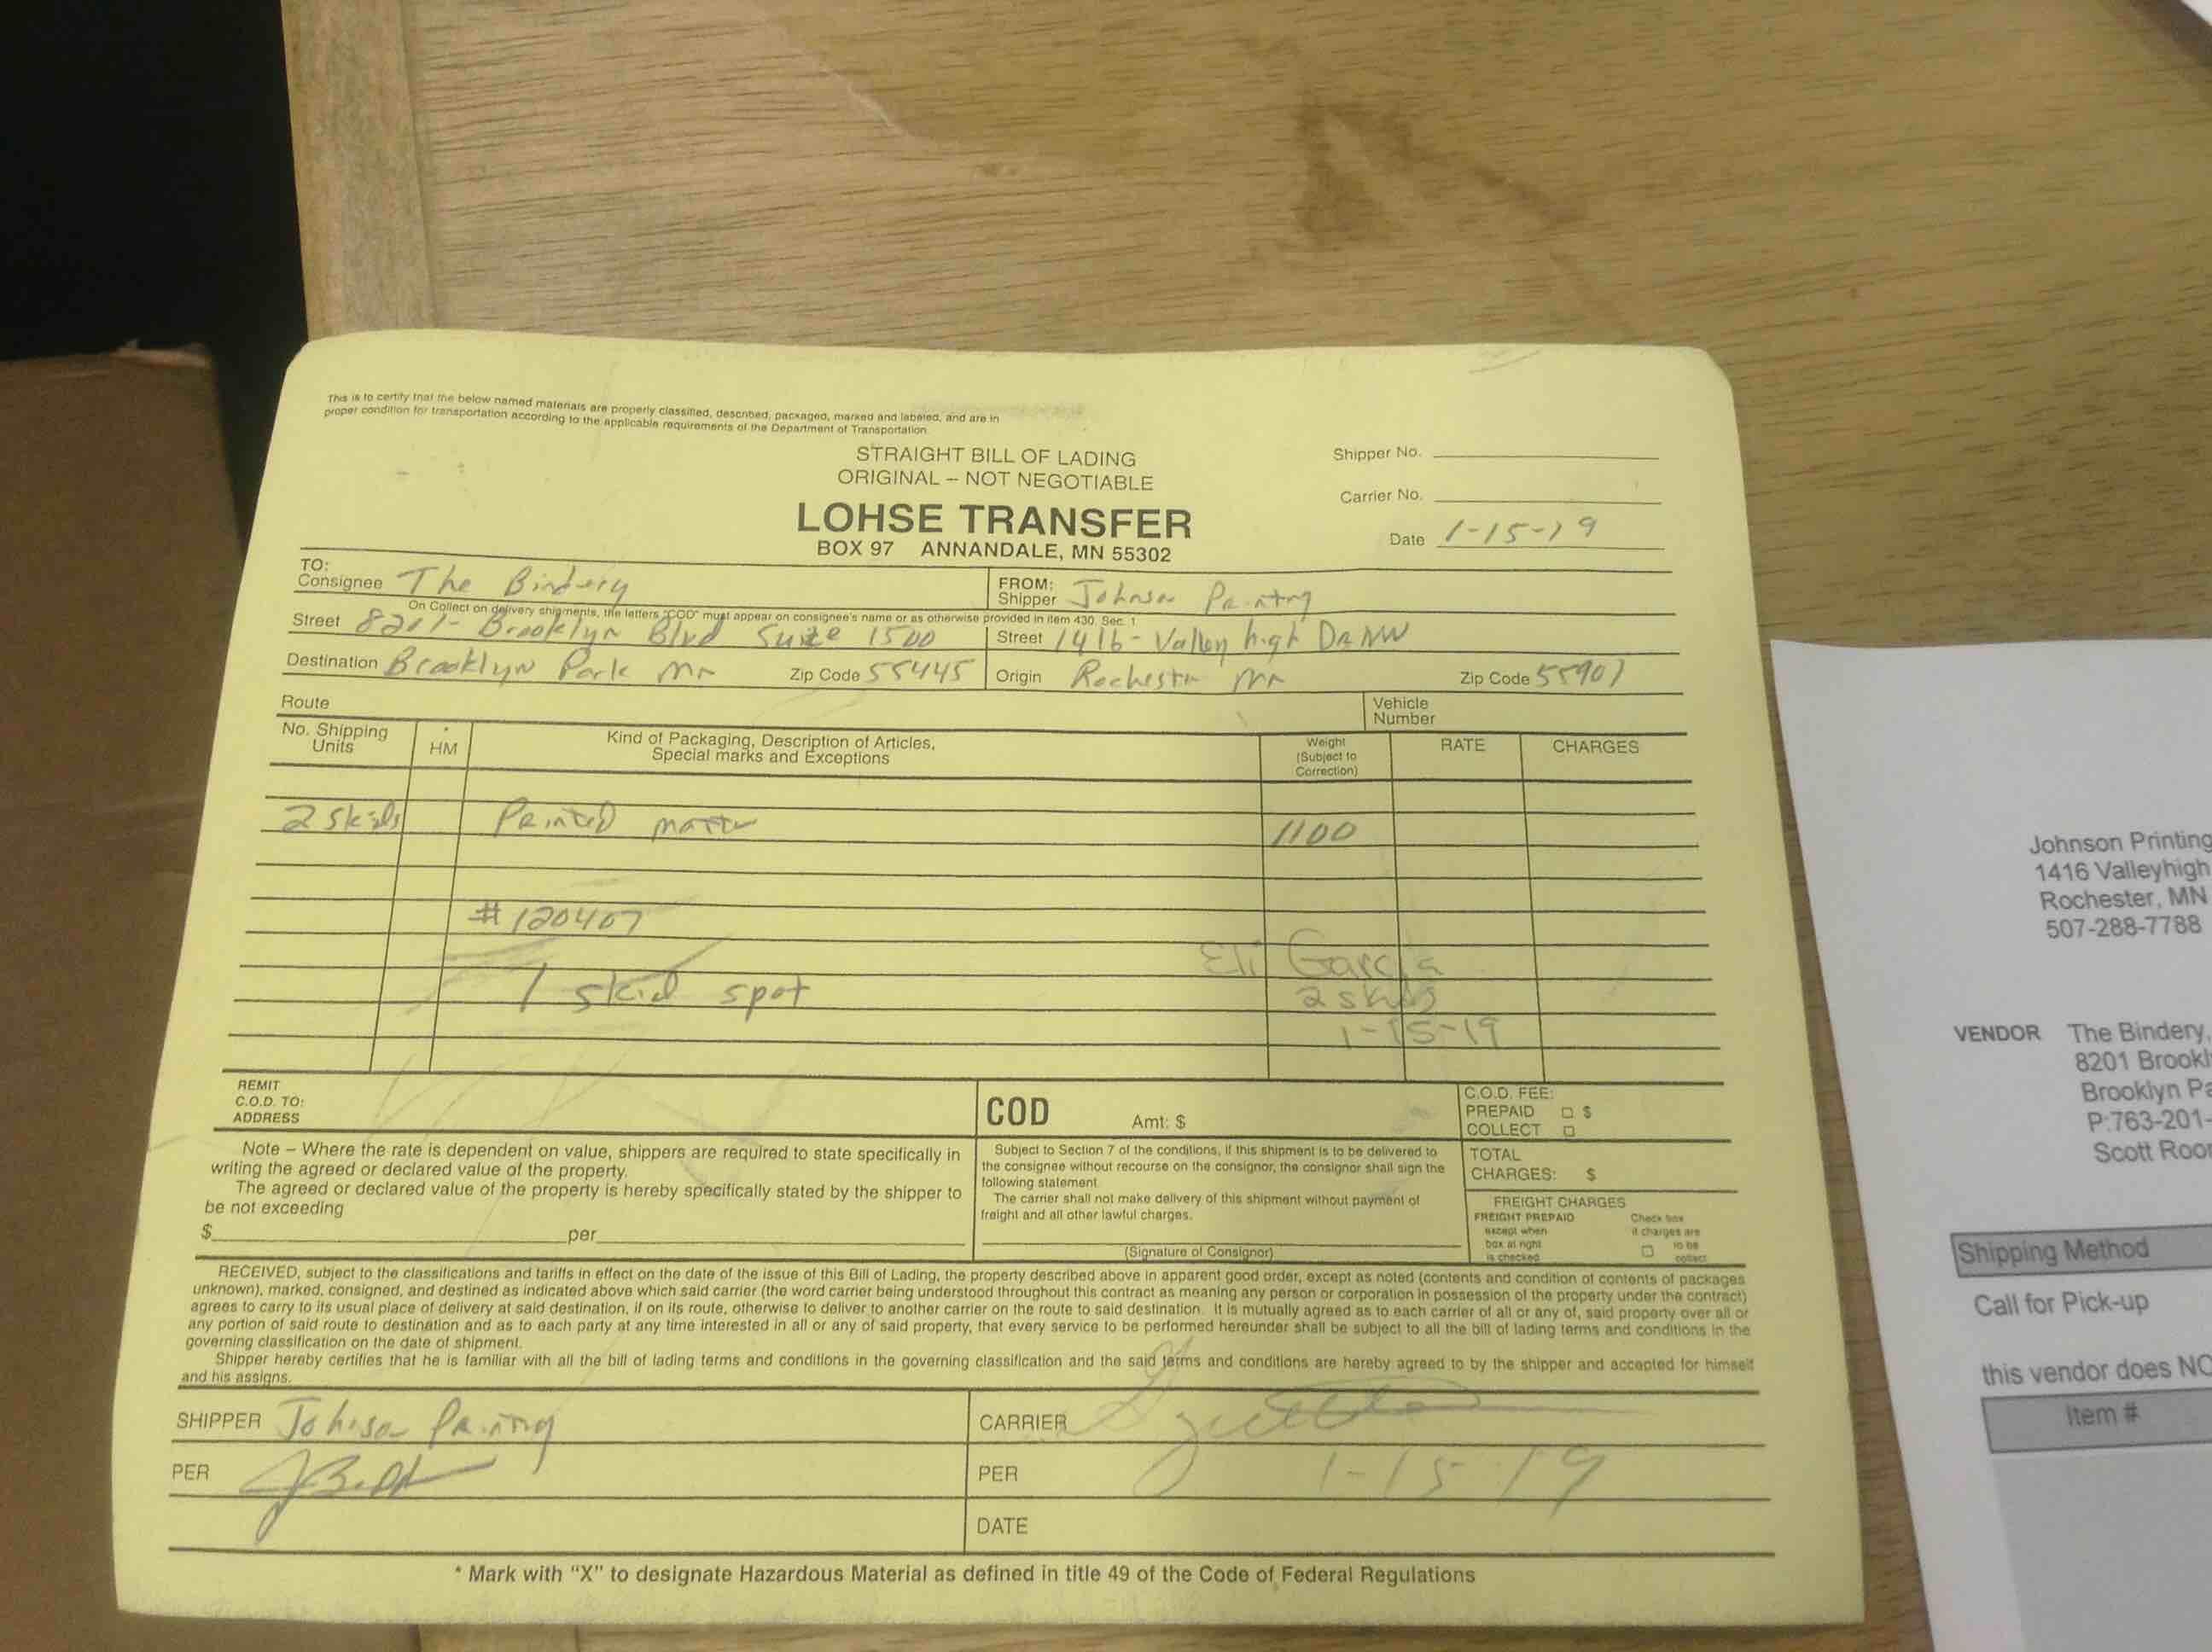 This is to certify that the below named materials are properly classified, described, packaged, marked and labeled, and are in
proper condition for transportation according to the applicable requirements of the Department of Transportation.
STRAIGHT BILL OF LADING
ORIGINAL – NOT NEGOTIABLE
LOHSE TRANSFER
BOX 97 ANNANDALE, MN 55302
Shipper No.
Carrier No.
Date 1-15-19
TO:
Consignee The Bindery
FROM:
Shipper Johnson Printing
On Collect on delivery shipments, the letters "COD" must appear on consignee's name or as otherwise provided in item 430, Sec. 1
Street 8201- Brooklyn Blvd Suite 1500
Street 1416- Valley high Dr NW
Destination Brooklyn Park Mn Zip Code 55445
Origin Rochester Mn Zip Code 55901
Route
Vehicle
Number
No. Shipping
Units
* HM
Kind of Packaging, Description of Articles,
Special marks and Exceptions
Weight
(Subject to
Correction)
RATE
CHARGES
2 Skids Printed matter 1100
#120407
Eli Garcia
1 skid spot
2 skids
1-15-19
REMIT
C.O.D. TO:
ADDRESS
COD Amt: $
C.O.D. FEE:
PREPAID □ $
COLLECT □
Note – Where the rate is dependent on value, shippers are required to state specifically in
writing the agreed or declared value of the property.
The agreed or declared value of the property is hereby specifically stated by the shipper to
be not exceeding
$ per
Subject to Section 7 of the conditions, if this shipment is to be delivered to
the consignee without recourse on the consignor, the consignor shall sign the
following statement
The carrier shall not make delivery of this shipment without payment of
freight and all other lawful charges.
(Signature of Consignor)
TOTAL
CHARGES: $
FREIGHT CHARGES
FREIGHT PREPAID
except when
box at right
is checked
Check box
if charges are
□ to be
collect
RECEIVED, subject to the classifications and tariffs in effect on the date of the issue of this Bill of Lading, the property described above in apparent good order, except as noted (contents and condition of contents of packages
unknown), marked, consigned, and destined as indicated above which said carrier (the word carrier being understood throughout this contract as meaning any person or corporation in possession of the property under the contract)
agrees to carry to its usual place of delivery at said destination, if on its route, otherwise to deliver to another carrier on the route to said destination. It is mutually agreed as to each carrier of all or any of, said property over all or
any portion of said route to destination and as to each party at any time interested in all or any of said property, that every service to be performed hereunder shall be subject to all the bill of lading terms and conditions in the
governing classification on the date of shipment.
Shipper hereby certifies that he is familiar with all the bill of lading terms and conditions in the governing classification and the said terms and conditions are hereby agreed to by the shipper and accepted for himself
and his assigns.
SHIPPER Johnson Printing
CARRIER
PER
PER 1-15-19
DATE
* Mark with "X" to designate Hazardous Material as defined in title 49 of the Code of Federal Regulations
Johnson Printing
1416 Valleyhigh
Rochester, MN
507-288-7788
VENDOR The Bindery,
8201 Brookl
Brooklyn Pa
P:763-201-
Scott Roo
Shipping Method
Call for Pick-up
this vendor does NO
Item #